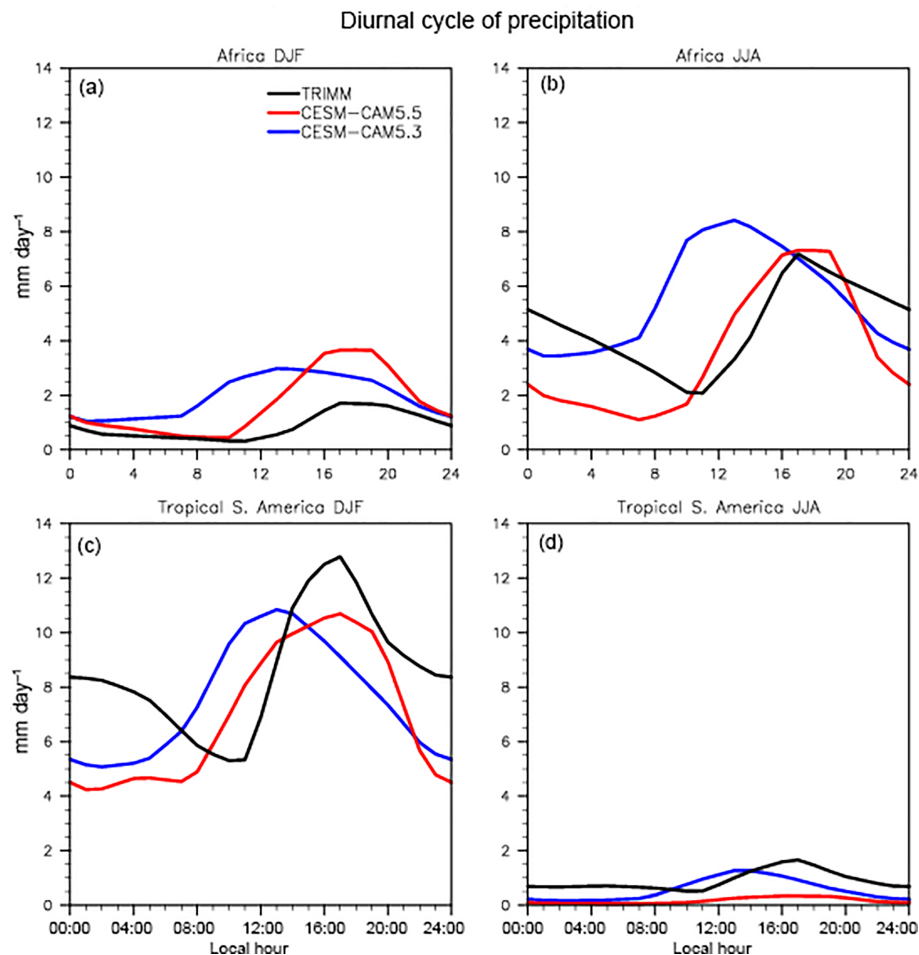 Diurnal cycle of precipitation
Africa DJF
(a)
TRIMM
CESM-CAM5.5
CESM-CAM5.3
14
12
10
8
6
4
2
0
mm day⁻¹
0 4 8 12 16 20 24
Africa JJA
(b)
14
12
10
8
6
4
2
0
0 4 8 12 16 20 24
Tropical S. America DJF
(c)
14
12
10
8
6
4
2
0
mm day⁻¹
00:00 04:00 08:00 12:00 16:00 20:00 24:00
Local hour
Tropical S. America JJA
(d)
14
12
10
8
6
4
2
0
00:00 04:00 08:00 12:00 16:00 20:00 24:00
Local hour